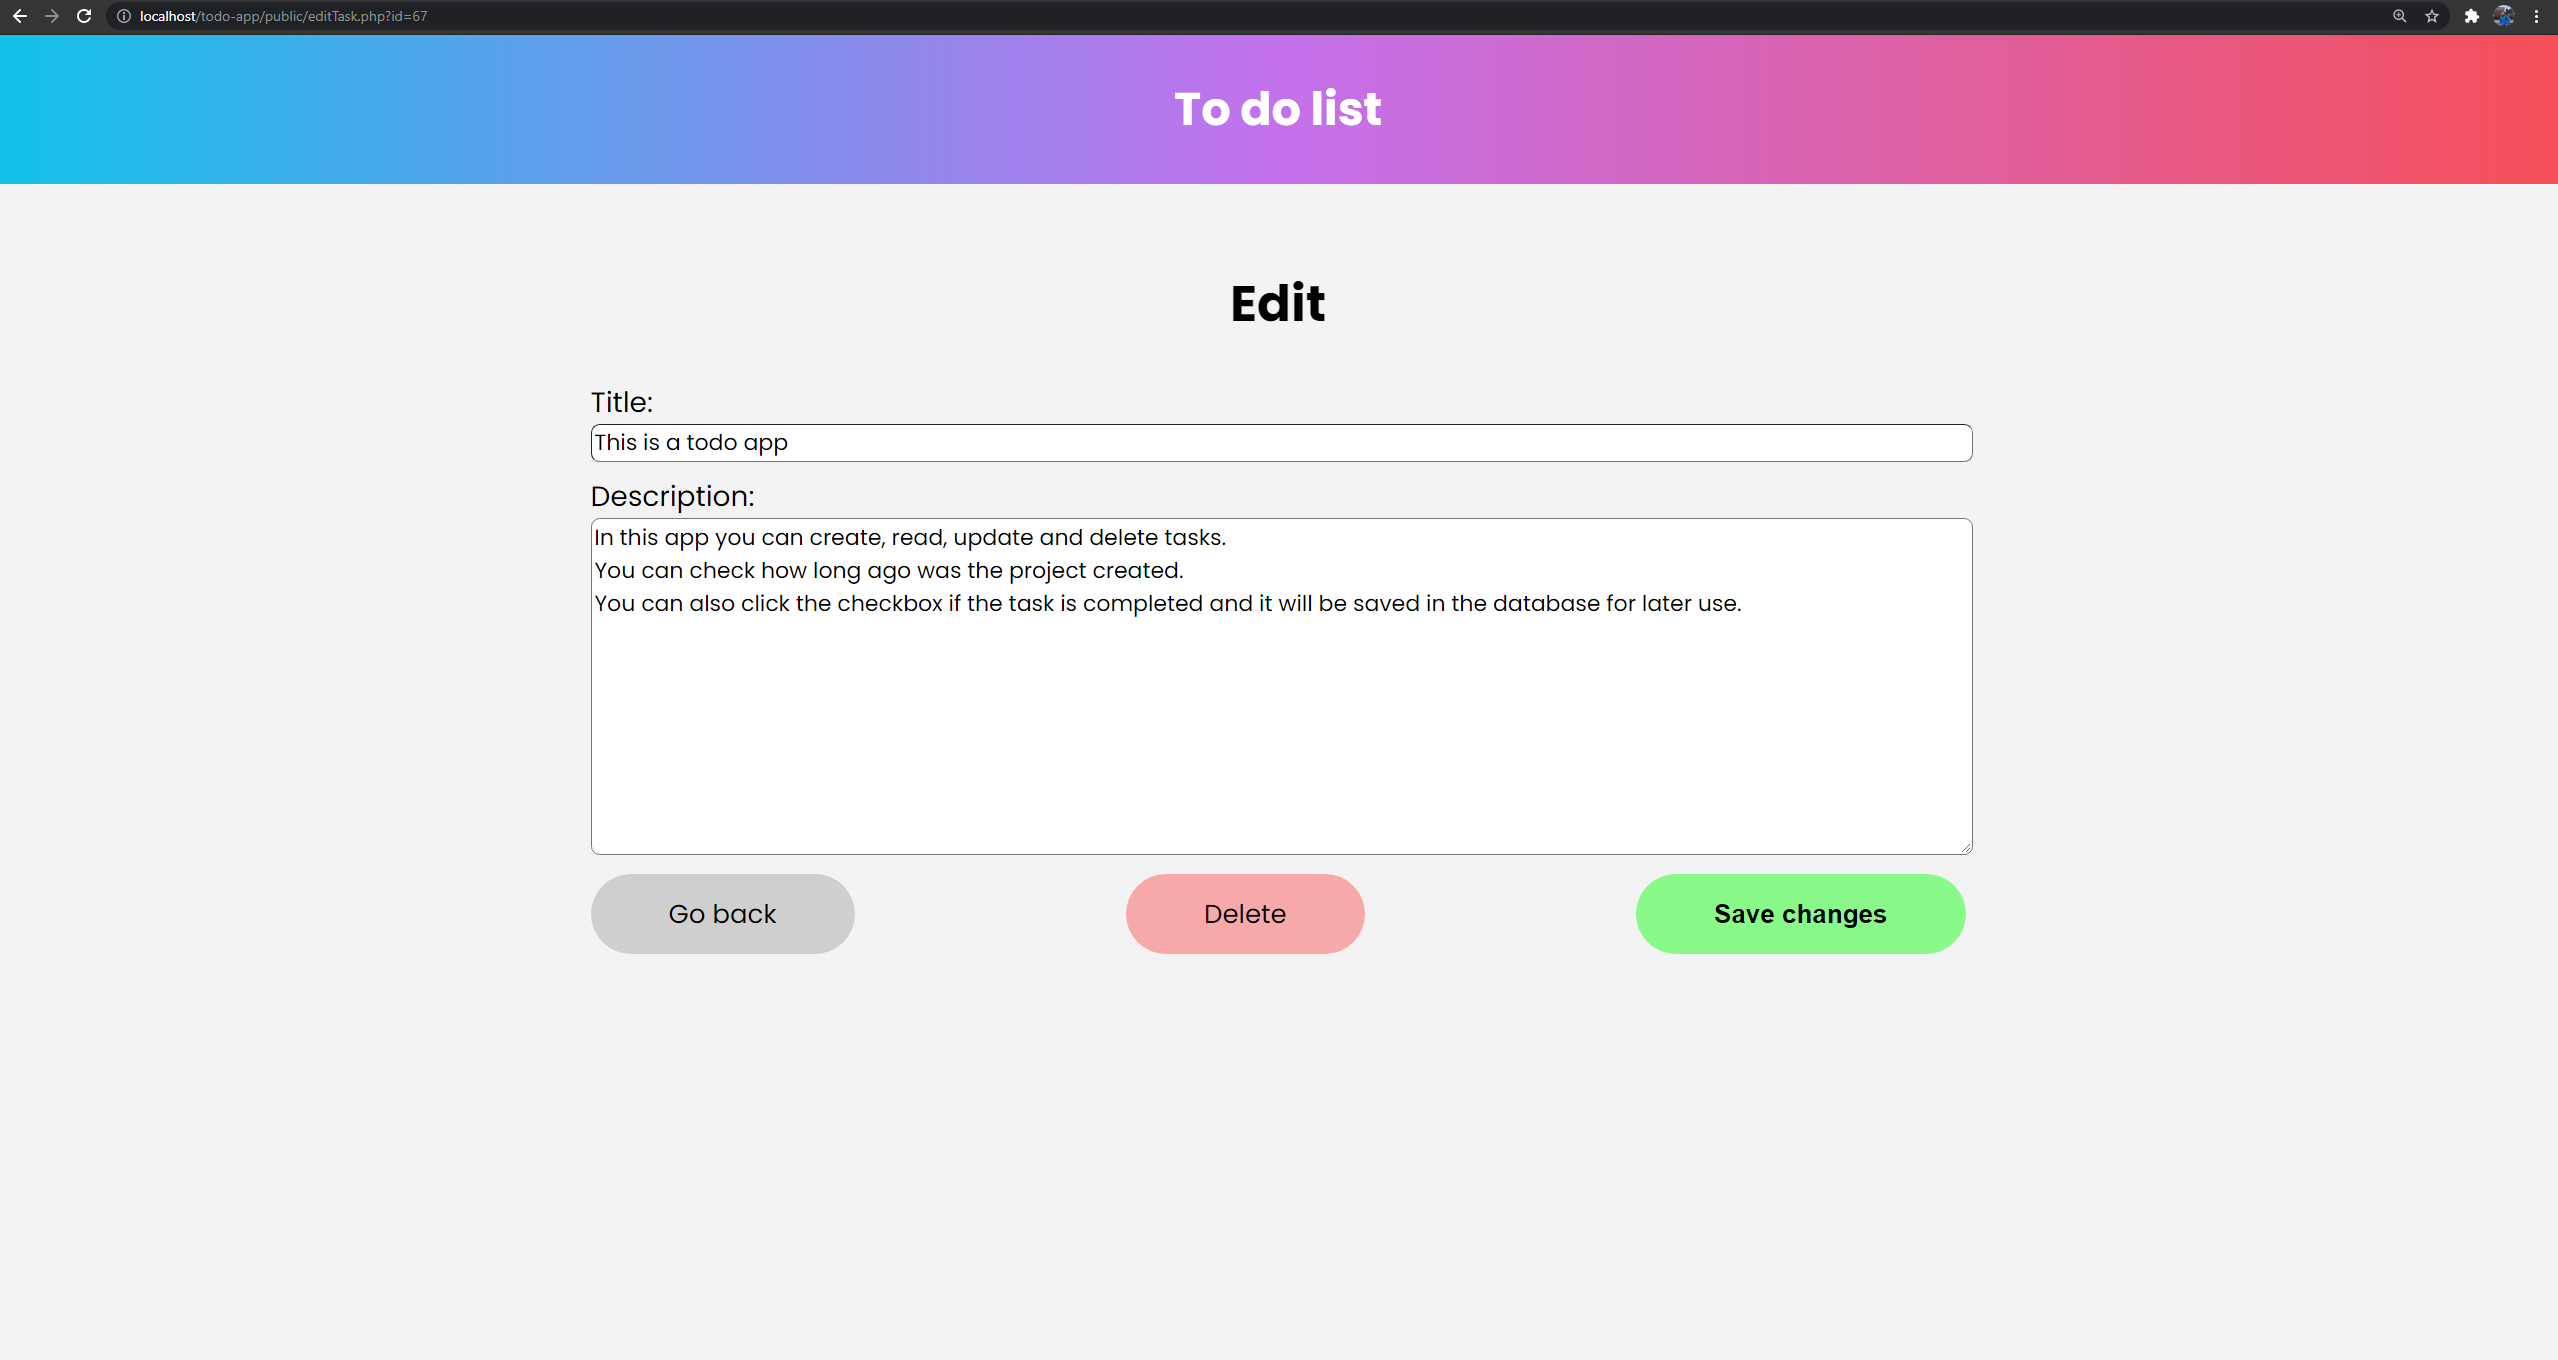 localhost/todo-app/public/editTask.php?id=67
To do list
Edit
Title:
This is a todo app
Description:
In this app you can create, read, update and delete tasks.
You can check how long ago was the project created.
You can also click the checkbox if the task is completed and it will be saved in the database for later use.
Go back
Delete
Save changes